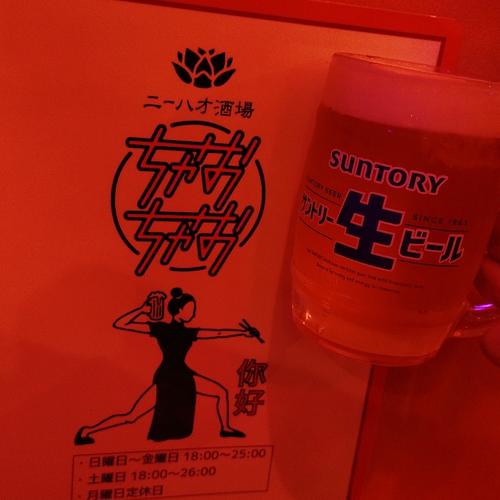 ニーハオ酒場
ちゃお
ちゃお
你好
・日曜日〜金曜日 18:00〜25:00
・土曜日 18:00〜26:00
・月曜日定休日
SUNTORY
SUNTORY BEER
SINCE 1963
サントリー生ビール